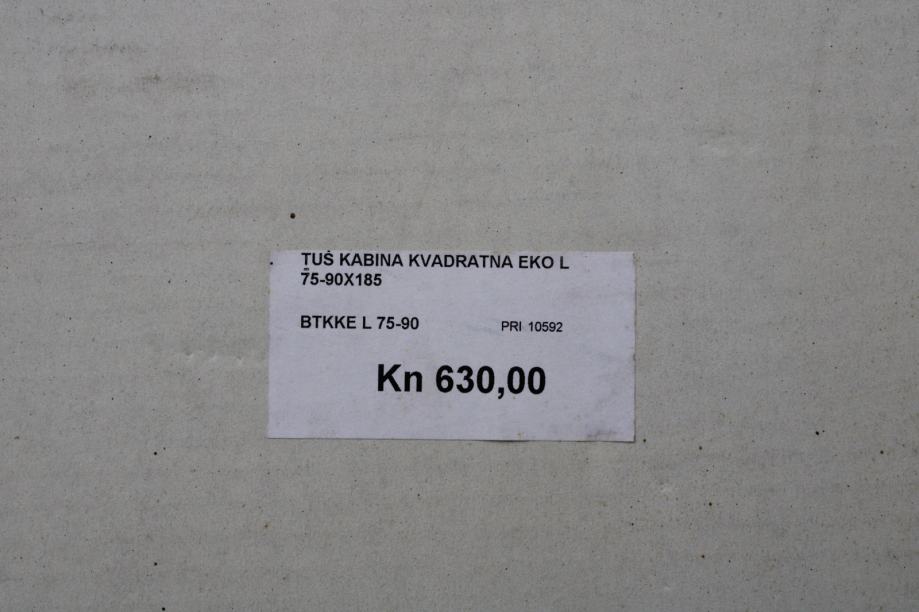 TUŠ KABINA KVADRATNA EKO L
75-90X185
BTKKE L 75-90 PRI 10592
Kn 630,00